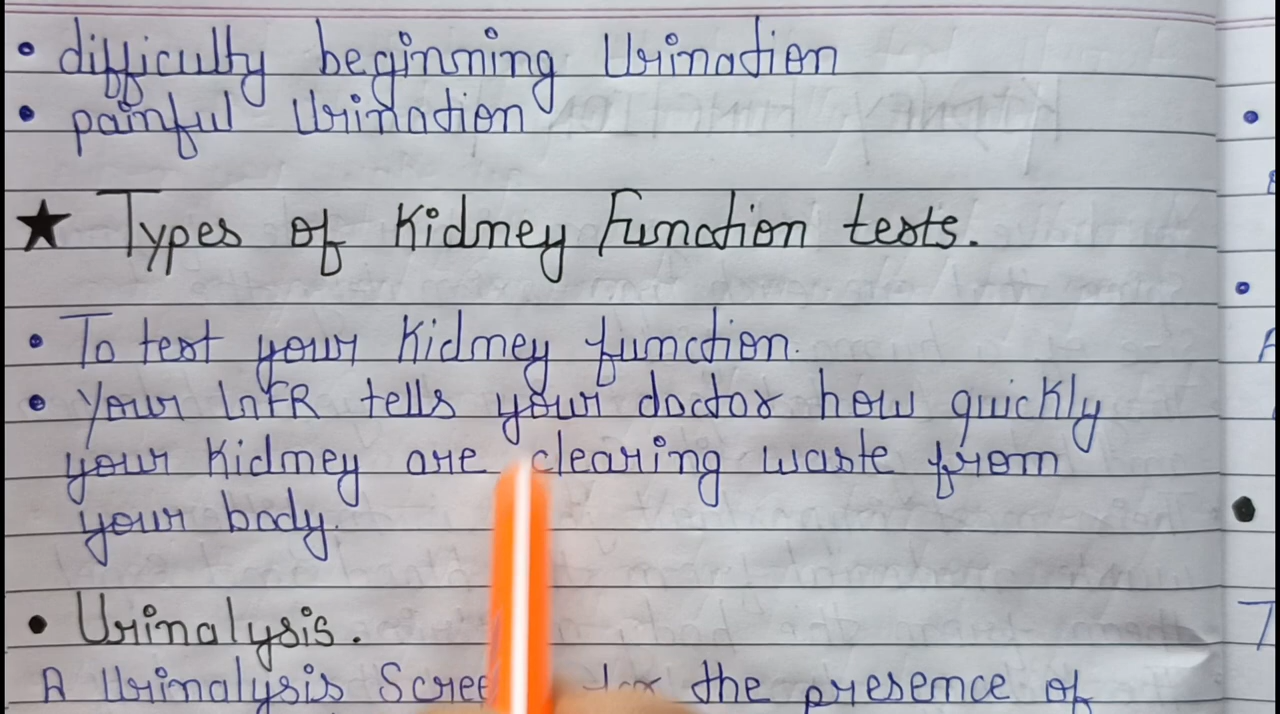 • difficulty beginning Urination
• painful Urination
★ Types of Kidney Function tests.
• To test your Kidney function.
• Your GFR tells your doctor how quickly
your Kidney are clearing waste from
your body.
• Urinalysis.
A Urinalysis the presence of